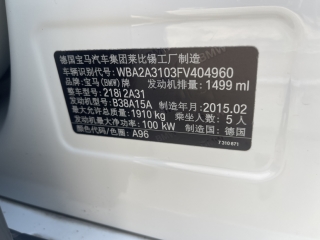 德国宝马汽车集团莱比锡工厂制造
车辆识别代号: WBA2A3103FV404960
品牌: 宝马(BMW)牌 发动机排量: 1499 ml
整车型号: 218i 2A31
发动机型号: B38A15A 制造年月: 2015.02
最大允许总质量: 1910 kg 乘坐人数: 5 人
发动机最大净功率: 100 kW 制造国: 德国
颜色代码/色标: A96
7 310 671